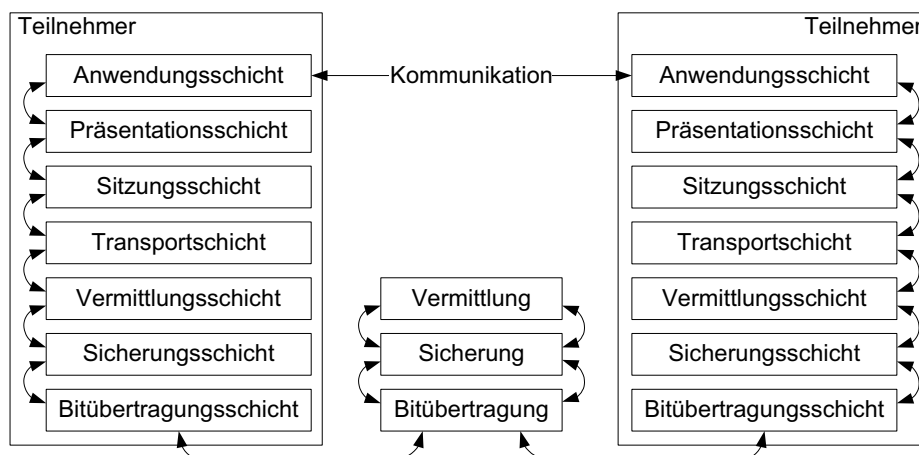 Teilnehmer
Anwendungsschicht
Präsentationsschicht
Sitzungsschicht
Transportschicht
Vermittlungsschicht
Sicherungsschicht
Bitübertragungsschicht
Kommunikation
Vermittlung
Sicherung
Bitübertragung
Teilnehmer
Anwendungsschicht
Präsentationsschicht
Sitzungsschicht
Transportschicht
Vermittlungsschicht
Sicherungsschicht
Bitübertragungsschicht